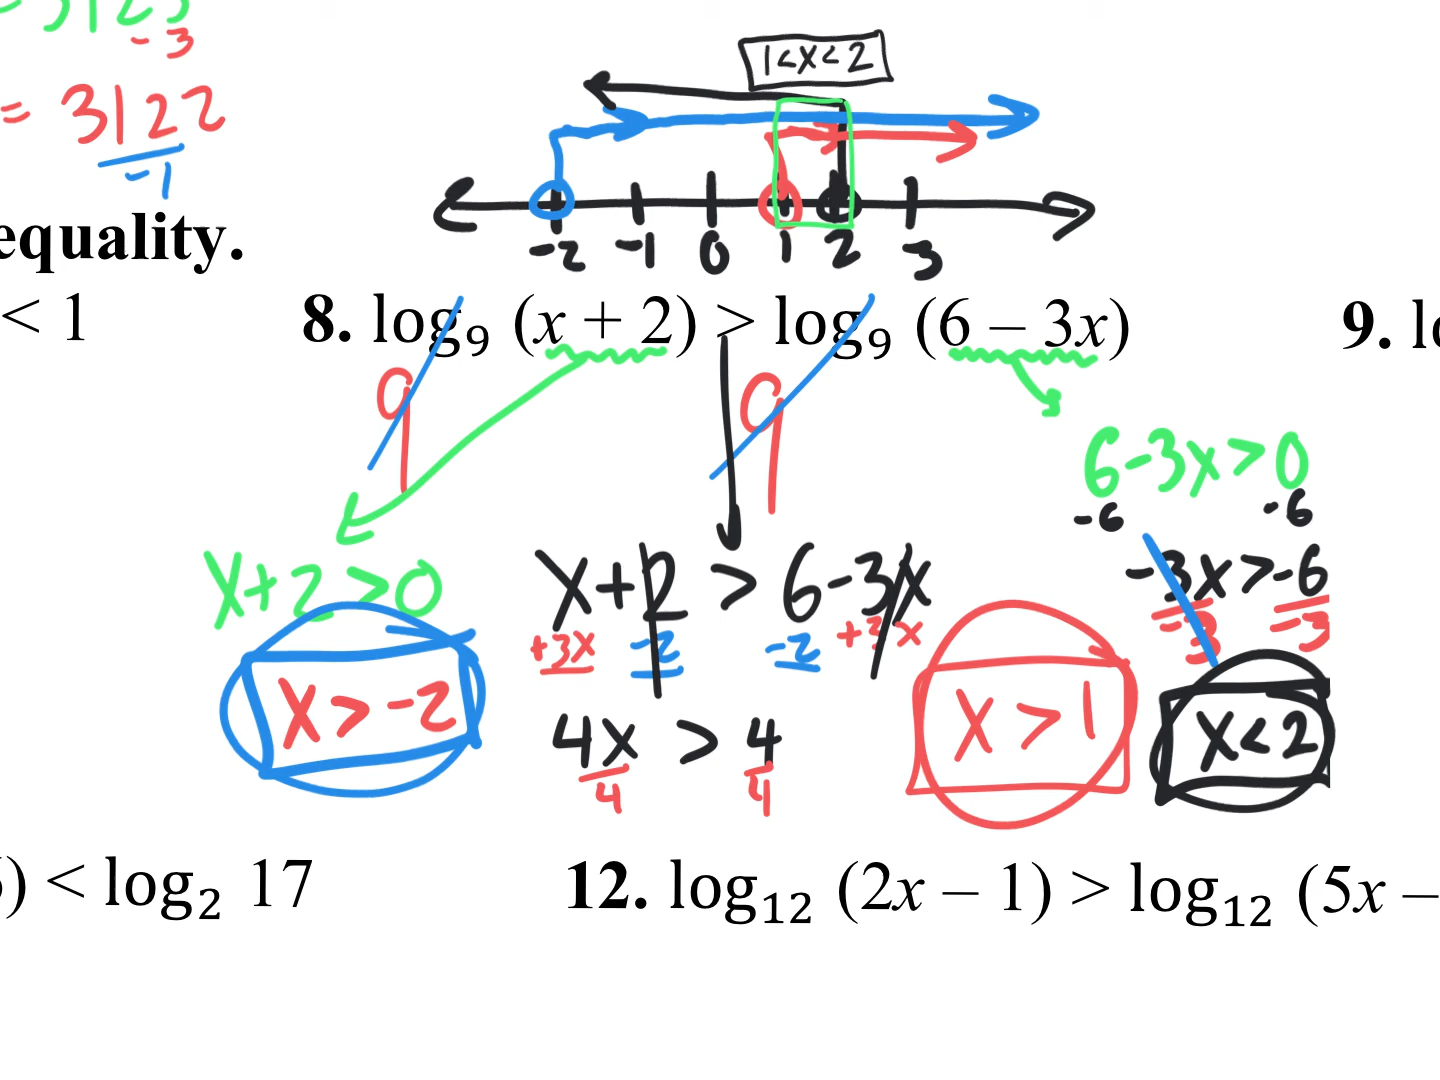 - 3
= 3122
-1
1<x<2
-2 -1 0 1 2 3
equality.
< 1
8. log₉ (x + 2) > log₉ (6 – 3x)
9.
9 9
6-3x>0
-6 -6
x+2>0
x+2 > 6-3x
-3x>-6
+3x -2 -2 +3x
-3 -3
x>-2
4x > 4
4 4
x>1
x<2
) < log₂ 17
12. log₁₂ (2x – 1) > log₁₂ (5x –